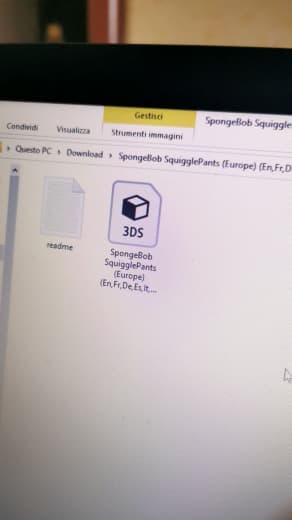 Gestisci
SpongeBob Squiggle
Condividi
Visualizza
Strumenti immagini
> Questo PC > Download > SpongeBob SquigglePants (Europe) (En,Fr,D
readme
3DS
SpongeBob
SquigglePants
(Europe)
(En,Fr,De,Es,It,...